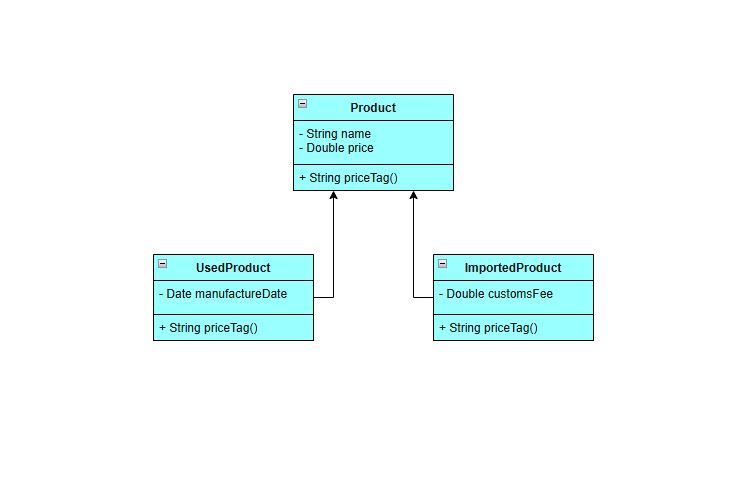 Product
- String name
- Double price
+ String priceTag()
UsedProduct
- Date manufactureDate
+ String priceTag()
ImportedProduct
- Double customsFee
+ String priceTag()